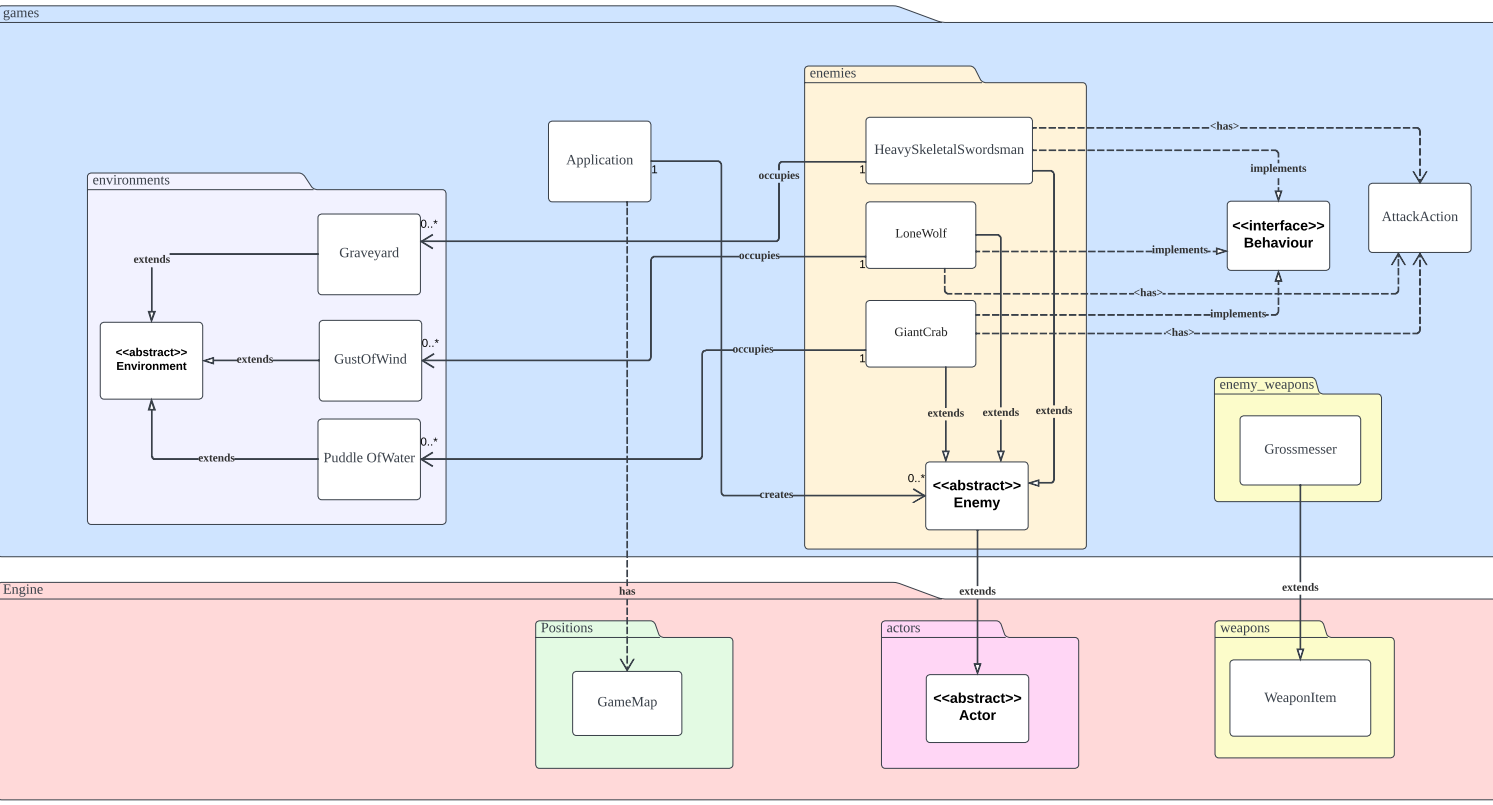 games
enemies
<has>
HeavySkeletalSwordsman
Application
1
1
occupies
implements
environments
AttackAction
<<interface>>
Behaviour
0..*
Graveyard
LoneWolf
extends
occupies
1
implements
<has>
implements
GiantCrab
<has>
0..*
occupies
1
<<abstract>>
Environment
extends
GustOfWind
enemy_weapons
extends
extends
extends
0..*
Puddle OfWater
extends
Grossmesser
0..*
<<abstract>>
Enemy
creates
Engine
has
extends
extends
Positions
actors
weapons
GameMap
<<abstract>>
Actor
WeaponItem